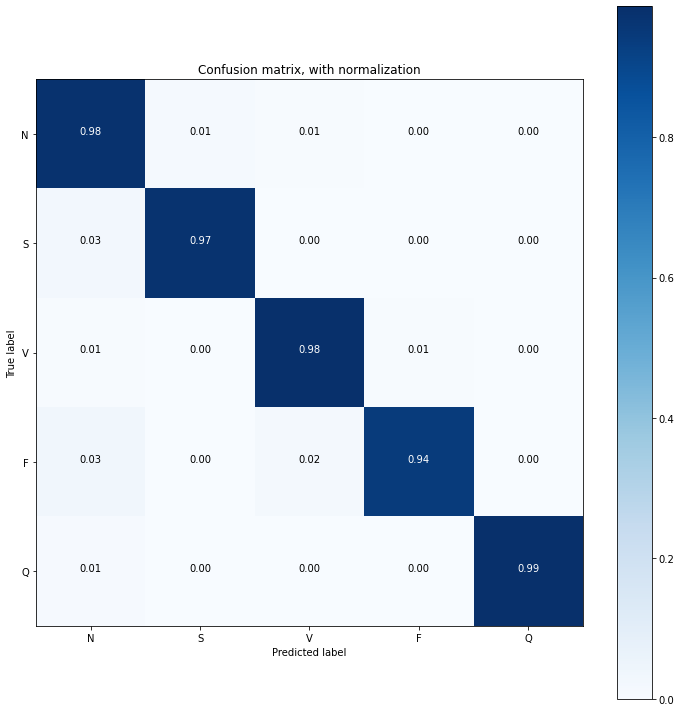 Confusion matrix, with normalization
N 0.98 0.01 0.01 0.00 0.00
S 0.03 0.97 0.00 0.00 0.00
V 0.01 0.00 0.98 0.01 0.00
F 0.03 0.00 0.02 0.94 0.00
Q 0.01 0.00 0.00 0.00 0.99
N S V F Q
Predicted label
True label
0.8
0.6
0.4
0.2
0.0